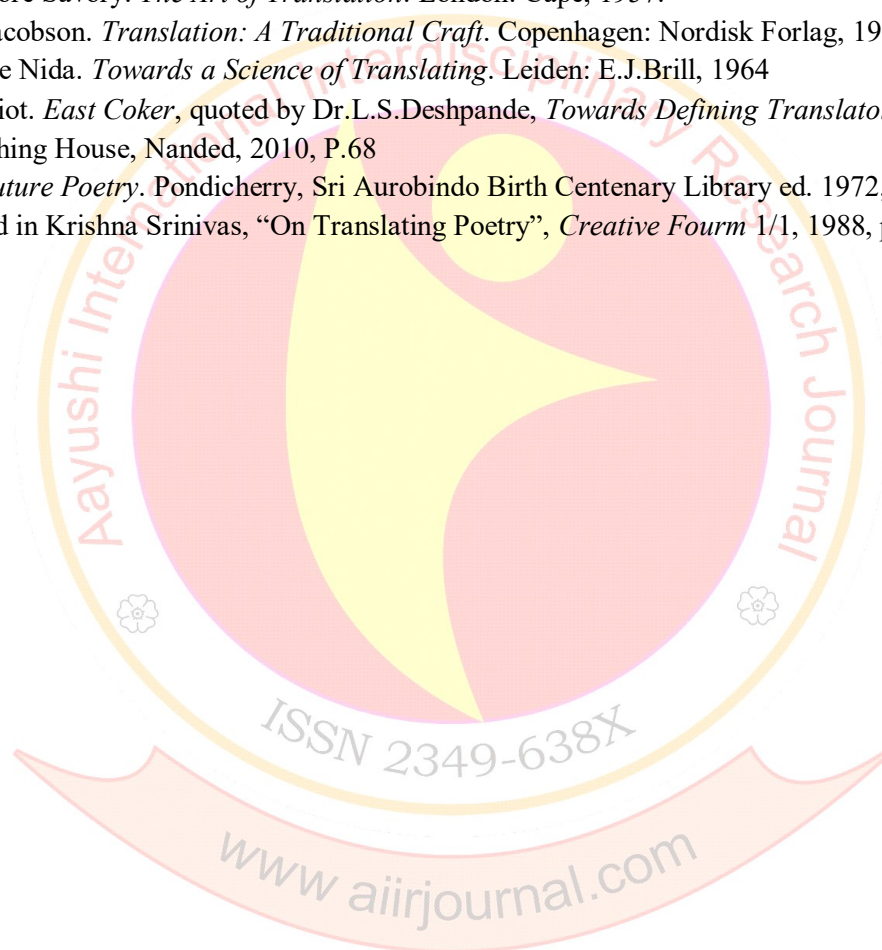 ore Savory. The Art of Translation. London: Cape, 1957.
acobson. Translation: A Traditional Craft. Copenhagen: Nordisk Forlag, 19
e Nida. Towards a Science of Translating. Leiden: E.J.Brill, 1964
iot. East Coker, quoted by Dr.L.S.Deshpande, Towards Defining Translato
hing House, Nanded, 2010, P.68
uture Poetry. Pondicherry, Sri Aurobindo Birth Centenary Library ed. 1972,
d in Krishna Srinivas, “On Translating Poetry”, Creative Fourm 1/1, 1988, p
Aayushi International Interdisciplinary Research Journal
ISSN 2349-638X
www aiirjournal.com